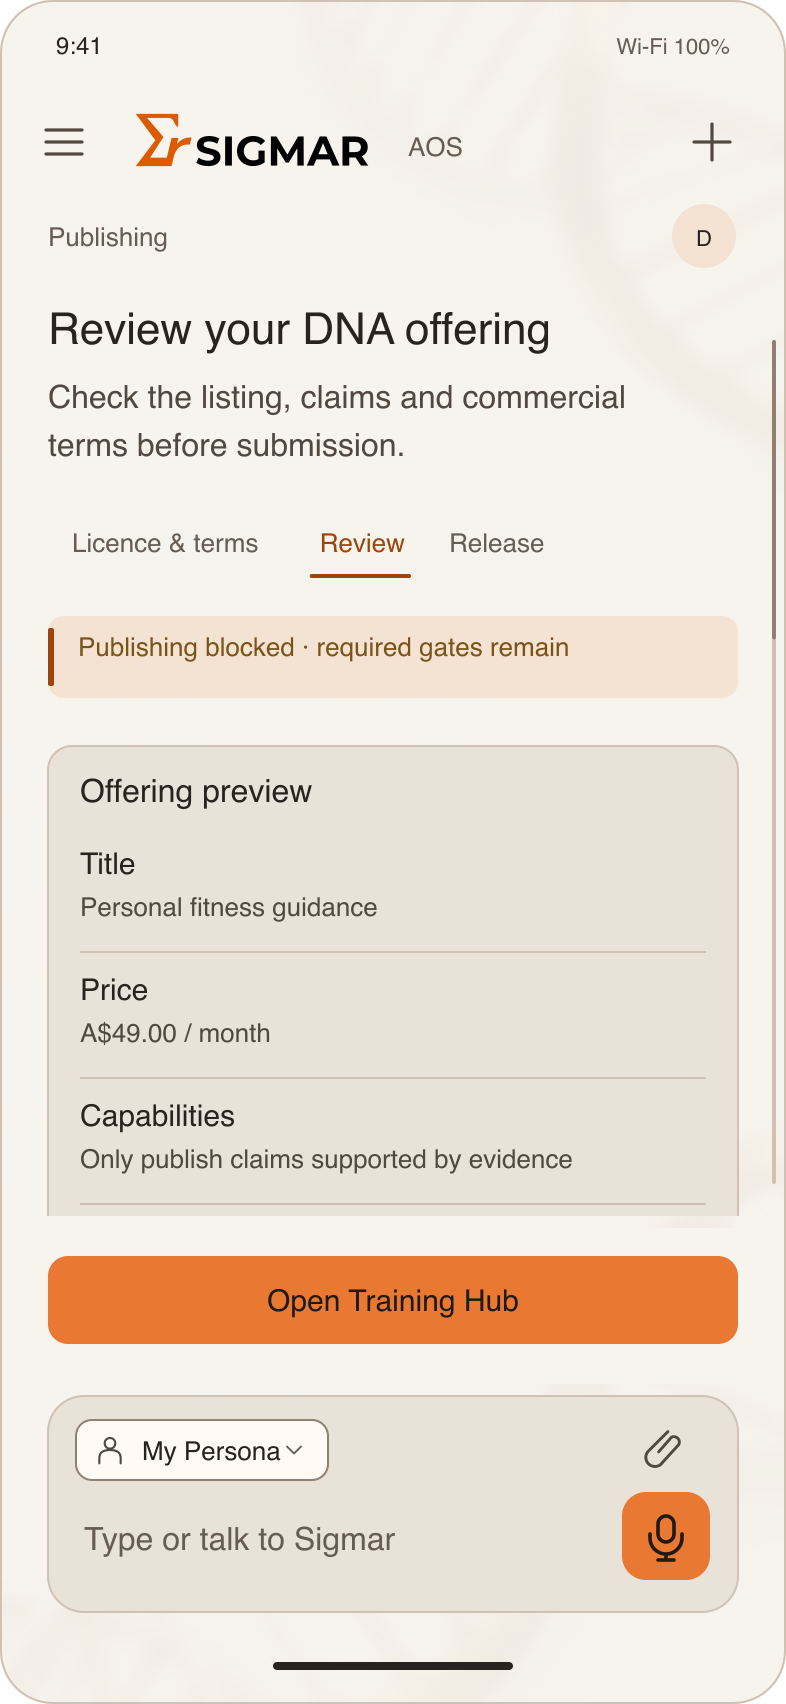 9:41
Wi-Fi 100%
Σr SIGMAR AOS
Publishing
D
Review your DNA offering
Check the listing, claims and commercial
terms before submission.
Licence & terms Review Release
Publishing blocked · required gates remain
Offering preview
Title
Personal fitness guidance
Price
A$49.00 / month
Capabilities
Only publish claims supported by evidence
Open Training Hub
My Persona
Type or talk to Sigmar